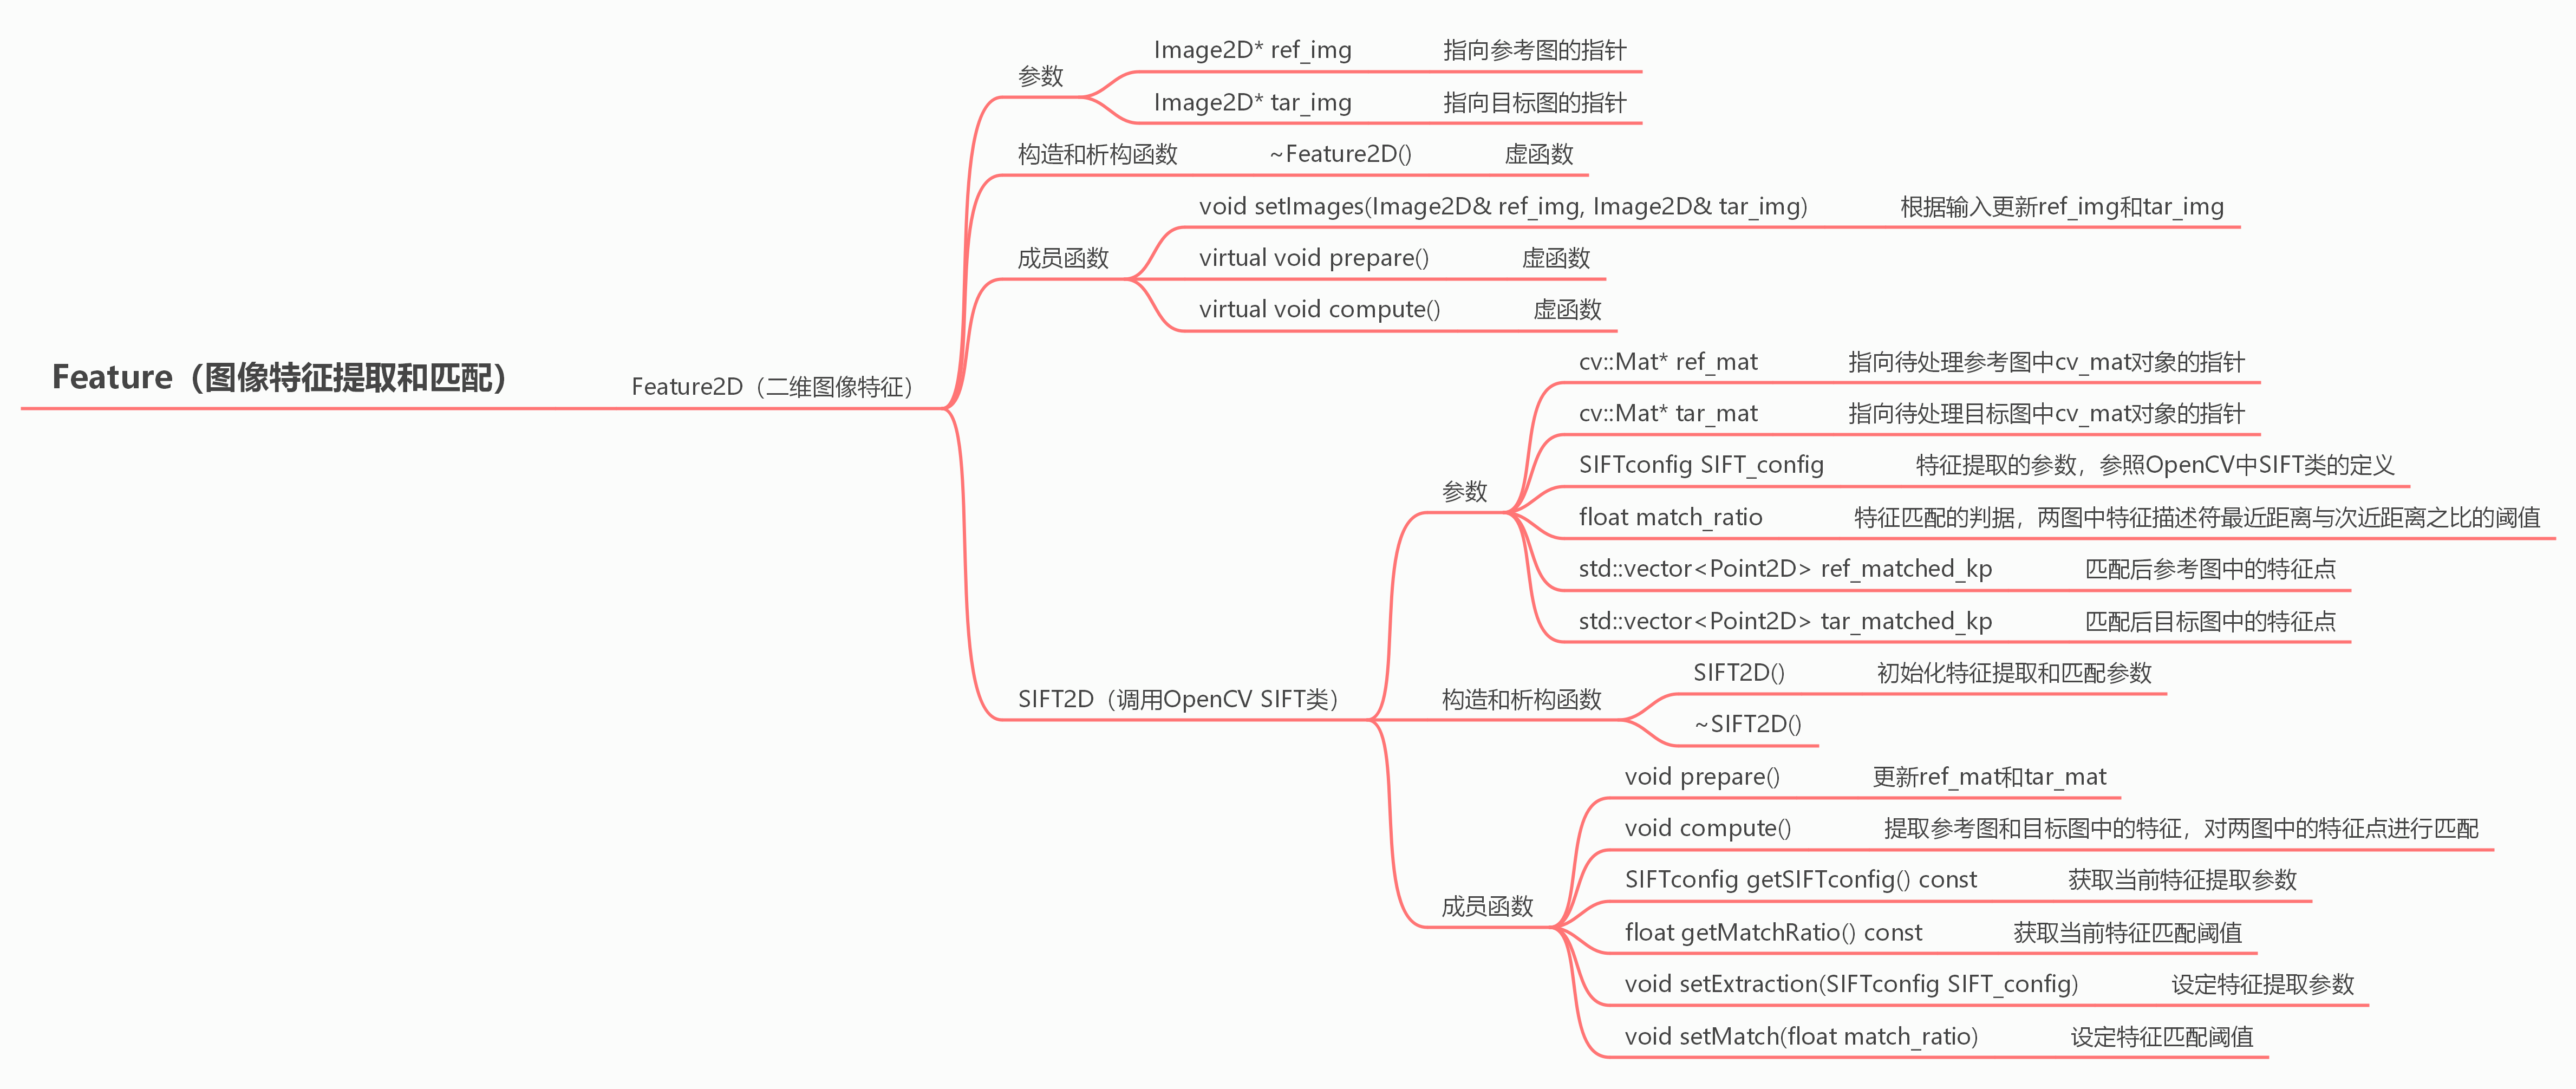 Feature（图像特征提取和匹配）
Feature2D（二维图像特征）
参数
Image2D* ref_img 指向参考图的指针
Image2D* tar_img 指向目标图的指针
构造和析构函数 ~Feature2D() 虚函数
成员函数
void setImages(Image2D& ref_img, Image2D& tar_img) 根据输入更新ref_img和tar_img
virtual void prepare() 虚函数
virtual void compute() 虚函数
SIFT2D（调用OpenCV SIFT类）
参数
cv::Mat* ref_mat 指向待处理参考图中cv_mat对象的指针
cv::Mat* tar_mat 指向待处理目标图中cv_mat对象的指针
SIFTconfig SIFT_config 特征提取的参数，参照OpenCV中SIFT类的定义
float match_ratio 特征匹配的判据，两图中特征描述符最近距离与次近距离之比的阈值
std::vector<Point2D> ref_matched_kp 匹配后参考图中的特征点
std::vector<Point2D> tar_matched_kp 匹配后目标图中的特征点
构造和析构函数
SIFT2D() 初始化特征提取和匹配参数
~SIFT2D()
成员函数
void prepare() 更新ref_mat和tar_mat
void compute() 提取参考图和目标图中的特征，对两图中的特征点进行匹配
SIFTconfig getSIFTconfig() const 获取当前特征提取参数
float getMatchRatio() const 获取当前特征匹配阈值
void setExtraction(SIFTconfig SIFT_config) 设定特征提取参数
void setMatch(float match_ratio) 设定特征匹配阈值